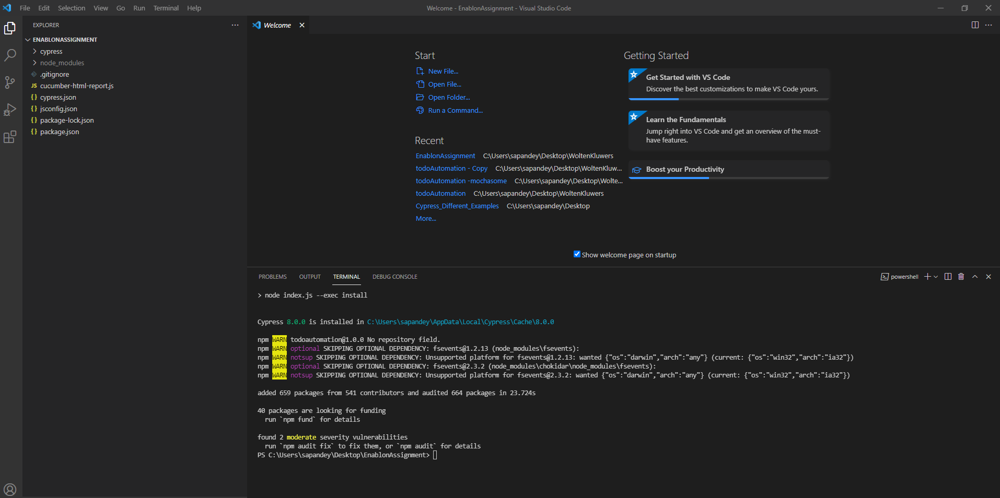 File Edit Selection View Go Run Terminal Help
Welcome - EnablonAssignment - Visual Studio Code
EXPLORER
ENABLONASSIGNMENT
cypress
node_modules
.gitignore
JS cucumber-html-report.js
{} cypress.json
{} jsconfig.json
{} package-lock.json
{} package.json
Welcome
Start
New File...
Open File...
Open Folder...
Run a Command...
Recent
EnablonAssignment C:\Users\sapandey\Desktop\WoltenKluwers
todoAutomation - Copy C:\Users\sapandey\Desktop\WoltenKluw...
todoAutomation -mochasome C:\Users\sapandey\Desktop\Wolte...
todoAutomation C:\Users\sapandey\Desktop\WoltenKluwers
Cypress_Different_Examples C:\Users\sapandey\Desktop
More...
Getting Started
Get Started with VS Code
Discover the best customizations to make VS Code yours.
Learn the Fundamentals
Jump right into VS Code and get an overview of the must-
have features.
Boost your Productivity
Show welcome page on startup
PROBLEMS OUTPUT TERMINAL DEBUG CONSOLE
powershell
> node index.js --exec install
Cypress 8.0.0 is installed in C:\Users\sapandey\AppData\Local\Cypress\Cache\8.0.0
npm WARN todoautomation@1.0.0 No repository field.
npm WARN optional SKIPPING OPTIONAL DEPENDENCY: fsevents@1.2.13 (node_modules\fsevents):
npm WARN notsup SKIPPING OPTIONAL DEPENDENCY: Unsupported platform for fsevents@1.2.13: wanted {"os":"darwin","arch":"any"} (current: {"os":"win32","arch":"ia32"})
npm WARN optional SKIPPING OPTIONAL DEPENDENCY: fsevents@2.3.2 (node_modules\chokidar\node_modules\fsevents):
npm WARN notsup SKIPPING OPTIONAL DEPENDENCY: Unsupported platform for fsevents@2.3.2: wanted {"os":"darwin","arch":"any"} (current: {"os":"win32","arch":"ia32"})
added 659 packages from 541 contributors and audited 664 packages in 23.724s
40 packages are looking for funding
run `npm fund` for details
found 2 moderate severity vulnerabilities
run `npm audit fix` to fix them, or `npm audit` for details
PS C:\Users\sapandey\Desktop\EnablonAssignment>